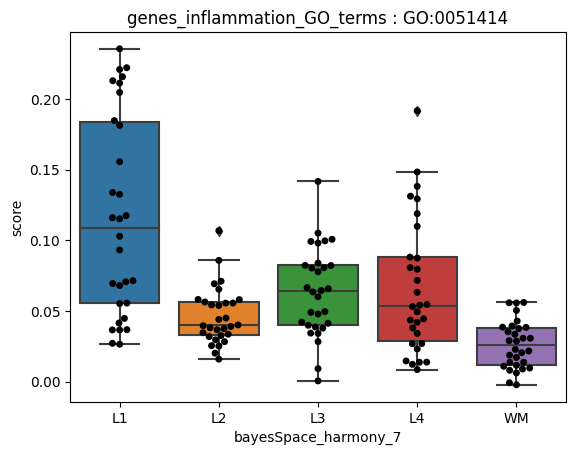 genes_inflammation_GO_terms : GO:0051414
score
0.20
0.15
0.10
0.05
0.00
L1 L2 L3 L4 WM
bayesSpace_harmony_7